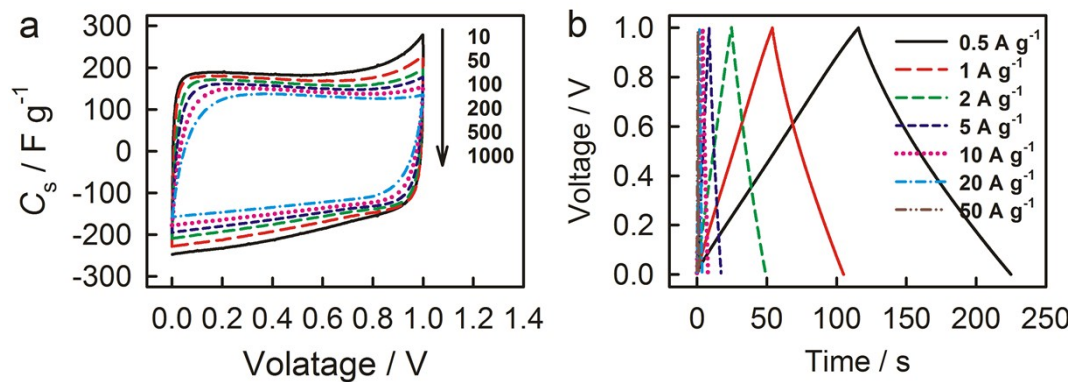 a
300
200
100
0
-100
-200
-300
C_s / F g⁻¹
10
50
100
200
500
1000
0.0 0.2 0.4 0.6 0.8 1.0 1.2 1.4
Volatage / V
b
1.0
0.8
0.6
0.4
0.2
0.0
Voltage / V
0.5 A g⁻¹
1 A g⁻¹
2 A g⁻¹
5 A g⁻¹
10 A g⁻¹
20 A g⁻¹
50 A g⁻¹
0 50 100 150 200 250
Time / s